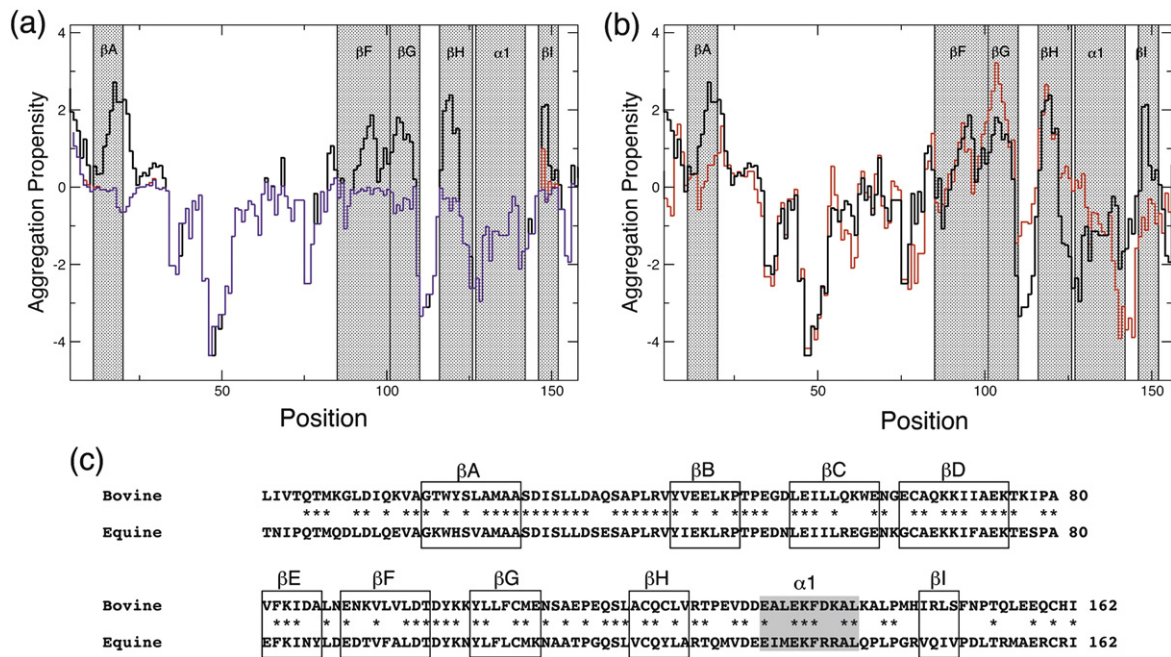 (a)
4
2
0
-2
-4
Aggregation Propensity
βA
βF
βG
βH
α1
βI
50
100
150
Position
(b)
4
2
0
-2
-4
Aggregation Propensity
βA
βF
βG
βH
α1
βI
50
100
150
Position
(c)
βA βB βC βD
Bovine LIVTQTMKGLDIQKVAGTWYSLAMAASDISLLDAQSAPLRVYVEELKPTPEGDLEILLQKWENGECAQKKIIAEKTKIPA 80
*** ** ** ** * * **************** ** * *** *** * ** *** *** * **
Equine TNIPQTMQDLDLQEVAGKWHSVAMAASDISLLDSESAPLRVYIEKLRPTPEDNLEIILREGENKGCAEKKIFAEKTESPA 80
βE βF βG βH α1 βI
Bovine VFKIDALNENKVLVLDTDYKKYLLFCMENSAEPEQSLACQCLVRTPEVDDEALEKFDKALKALPMHIRLSFNPTQLEEQCHI 162
*** * * * ****** ** ** * * *** ** * ** * ** * *** ** ** * * * *
Equine EFKINYLDEDTVFALDTDYKNYLFLCMKNAATPGQSLVCQYLARTQMVDEEIMEKFRRALQPLPGRVQIVPDLTRMAERCRI 162